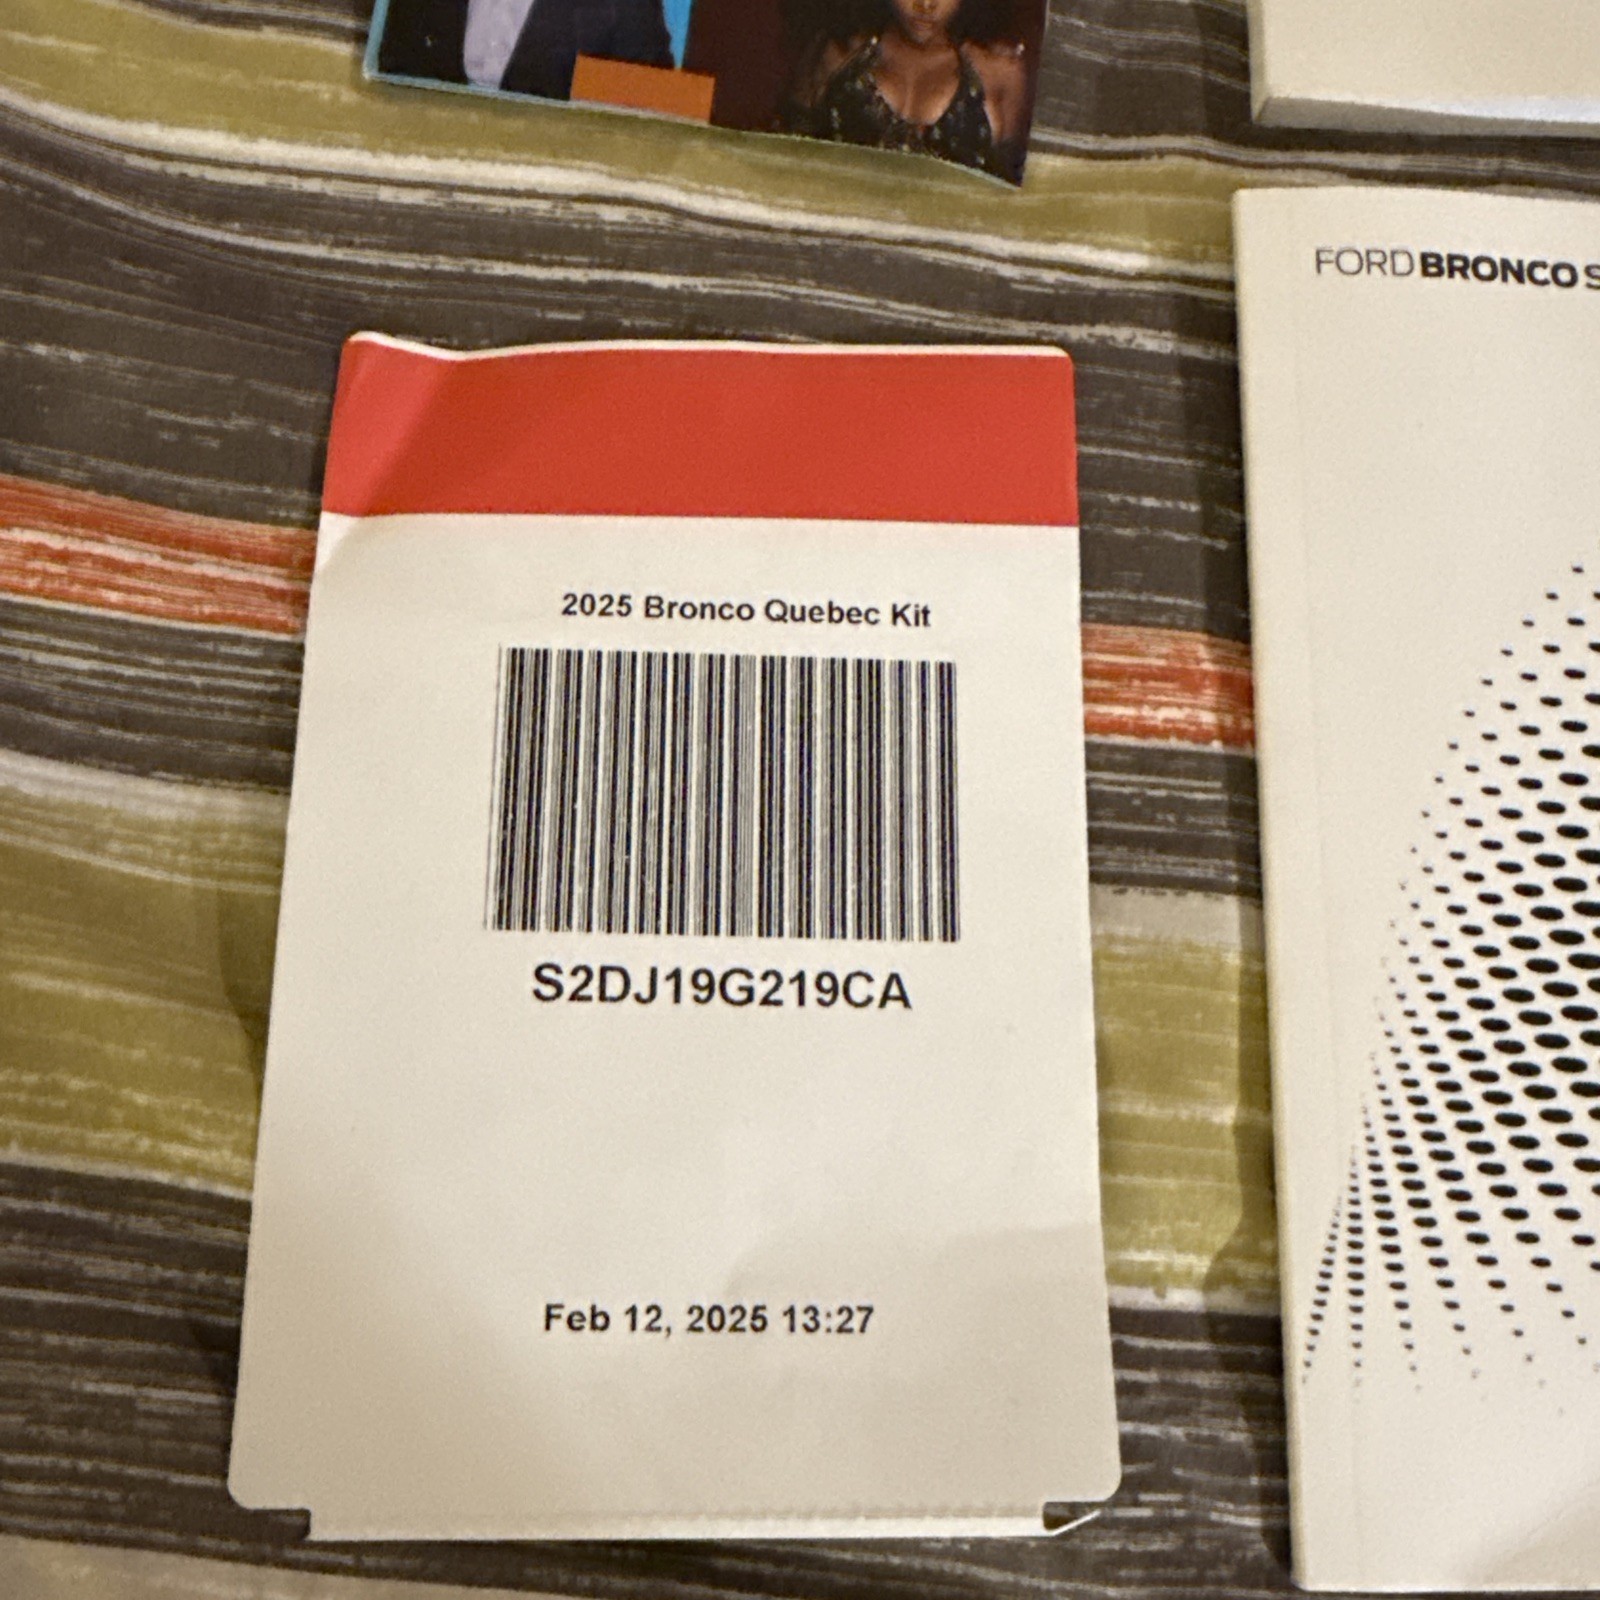 FORD BRONCO S
2025 Bronco Quebec Kit
S2DJ19G219CA
Feb 12, 2025 13:27